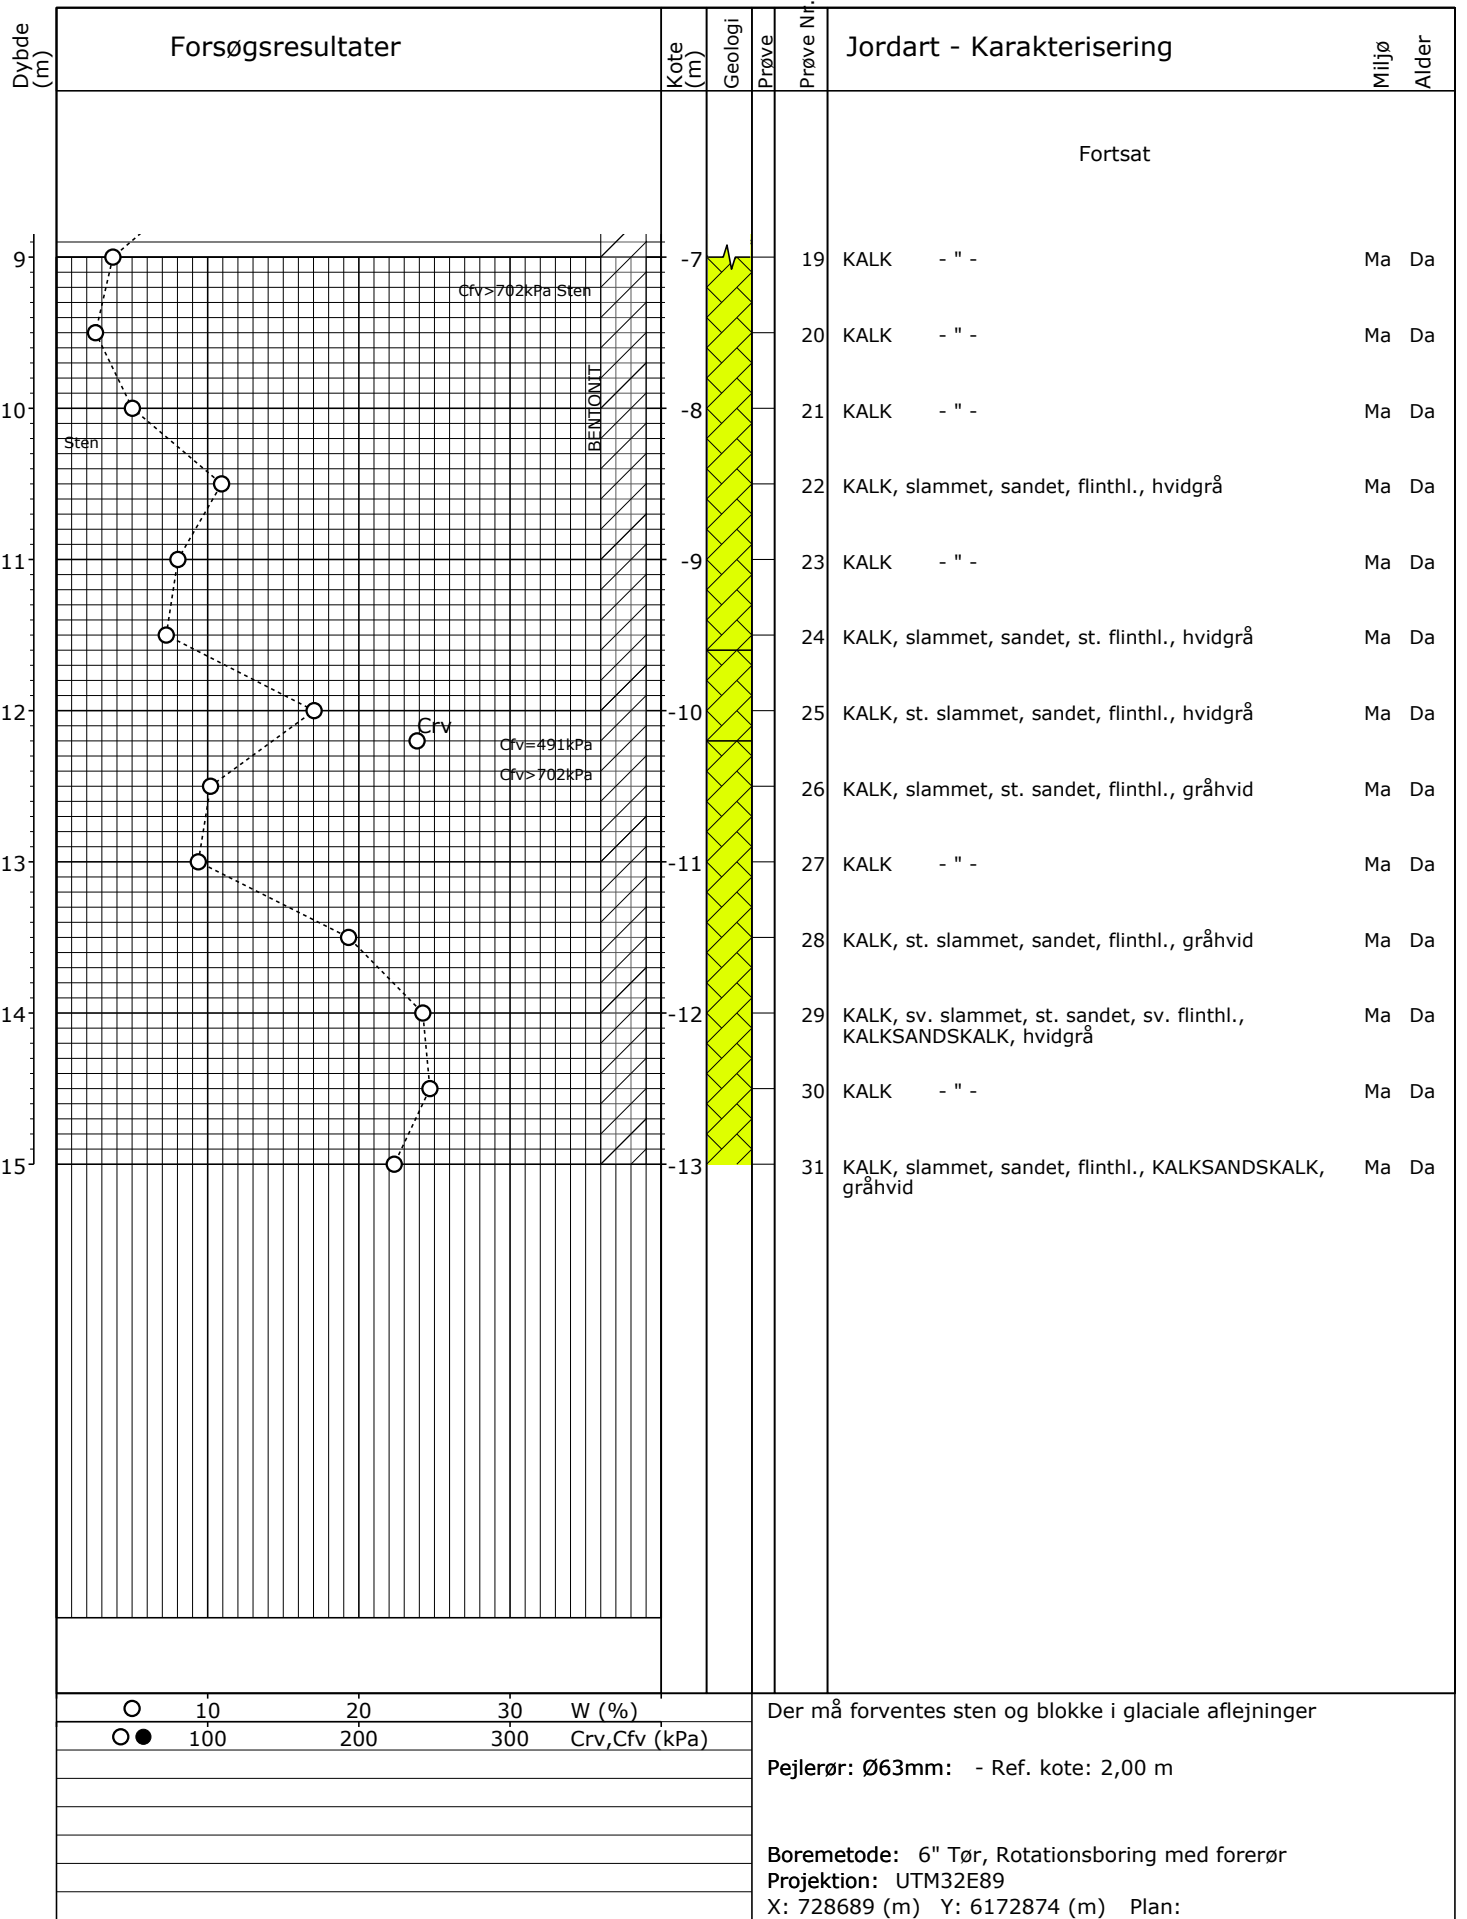 Dybde
(m)
Forsøgsresultater
Kote
(m)
Geologi
Prøve
Prøve Nr.
Jordart - Karakterisering
Miljø
Alder
Fortsat
9 -7 19 KALK - " - Ma Da
Cfv>702kPa Sten
20 KALK - " - Ma Da
BENTONIT
10 -8 21 KALK - " - Ma Da
Sten
22 KALK, slammet, sandet, flinthl., hvidgrå Ma Da
11 -9 23 KALK - " - Ma Da
24 KALK, slammet, sandet, st. flinthl., hvidgrå Ma Da
12 -10 25 KALK, st. slammet, sandet, flinthl., hvidgrå Ma Da
Crv
Cfv=491kPa
Cfv>702kPa
26 KALK, slammet, st. sandet, flinthl., gråhvid Ma Da
13 -11 27 KALK - " - Ma Da
28 KALK, st. slammet, sandet, flinthl., gråhvid Ma Da
14 -12 29 KALK, sv. slammet, st. sandet, sv. flinthl., Ma Da
KALKSANDSKALK, hvidgrå
30 KALK - " - Ma Da
15 -13 31 KALK, slammet, sandet, flinthl., KALKSANDSKALK, Ma Da
gråhvid
10 20 30 W (%)
100 200 300 Crv,Cfv (kPa)
Der må forventes sten og blokke i glaciale aflejninger
Pejlerør: Ø63mm: - Ref. kote: 2,00 m
Boremetode: 6" Tør, Rotationsboring med forerør
Projektion: UTM32E89
X: 728689 (m) Y: 6172874 (m) Plan: